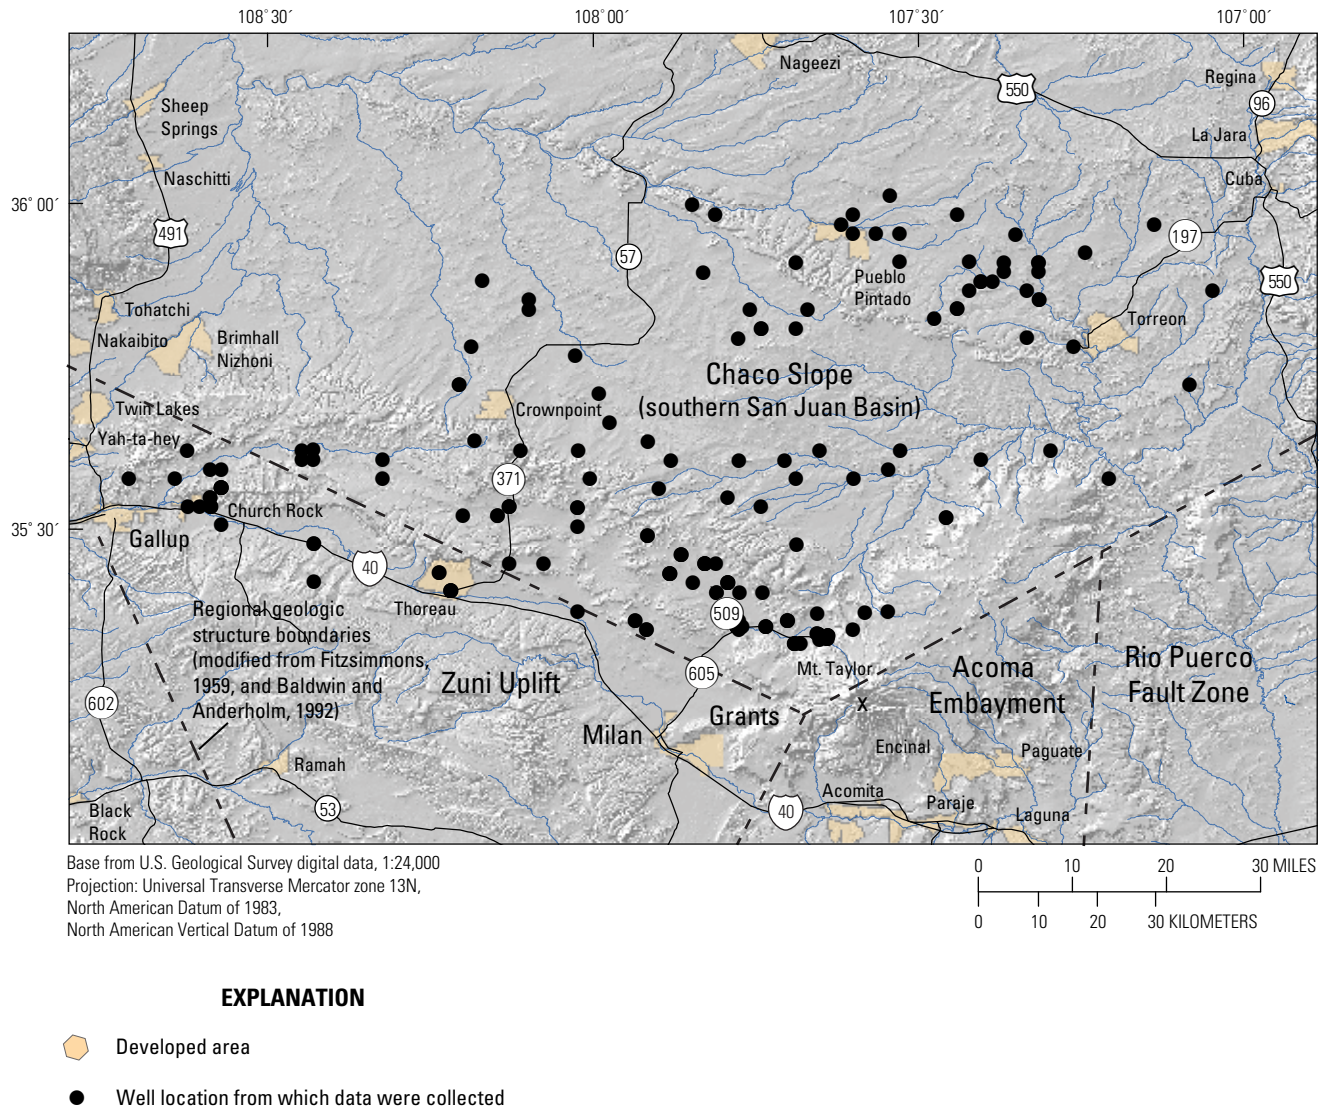 108˚ 30´
108˚ 00´
107˚ 30´
107˚ 00´
Nageezi
Regina
550
96
Sheep
Springs
La Jara
Naschitti
Cuba
36˚ 00´
491
197
57
Pueblo
Pintado
550
Tohatchi
Torreon
Nakaibito
Brimhall
Nizhoni
Chaco Slope
(southern San Juan Basin)
Twin Lakes
Crownpoint
Yah-ta-hey
371
Church Rock
35˚ 30´
Gallup
40
Thoreau
Regional geologic
structure boundaries
(modified from Fitzsimmons,
1959, and Baldwin and
Anderholm, 1992)
509
Mt. Taylor
x
605
Zuni Uplift
Acoma
Embayment
Rio Puerco
Fault Zone
602
Grants
Milan
Encinal
Paguate
Ramah
Acomita
Paraje
Laguna
53
40
Black
Rock
Base from U.S. Geological Survey digital data, 1:24,000
Projection: Universal Transverse Mercator zone 13N,
North American Datum of 1983,
North American Vertical Datum of 1988
0 10 20 30 MILES
0 10 20 30 KILOMETERS
EXPLANATION
Developed area
Well location from which data were collected